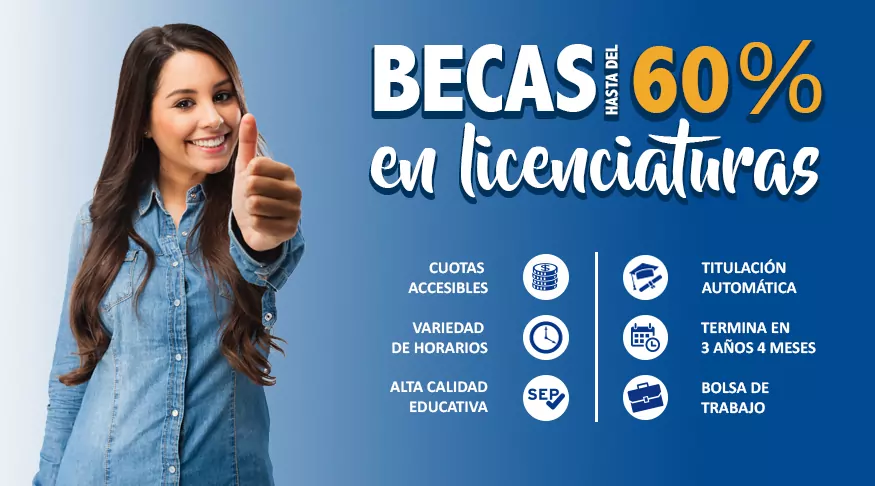 BECAS HASTA DEL 60%
en licenciaturas
CUOTAS
ACCESIBLES
VARIEDAD
DE HORARIOS
ALTA CALIDAD
EDUCATIVA
SEP
TITULACIÓN
AUTOMÁTICA
TERMINA EN
3 AÑOS 4 MESES
BOLSA DE
TRABAJO